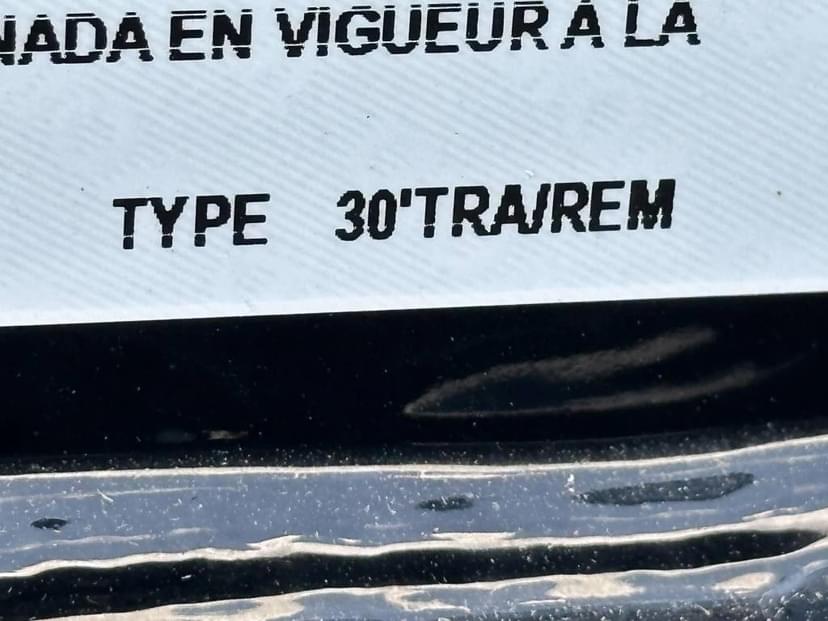 NADA EN VIGUEUR À LA
TYPE 30'TRA/REM